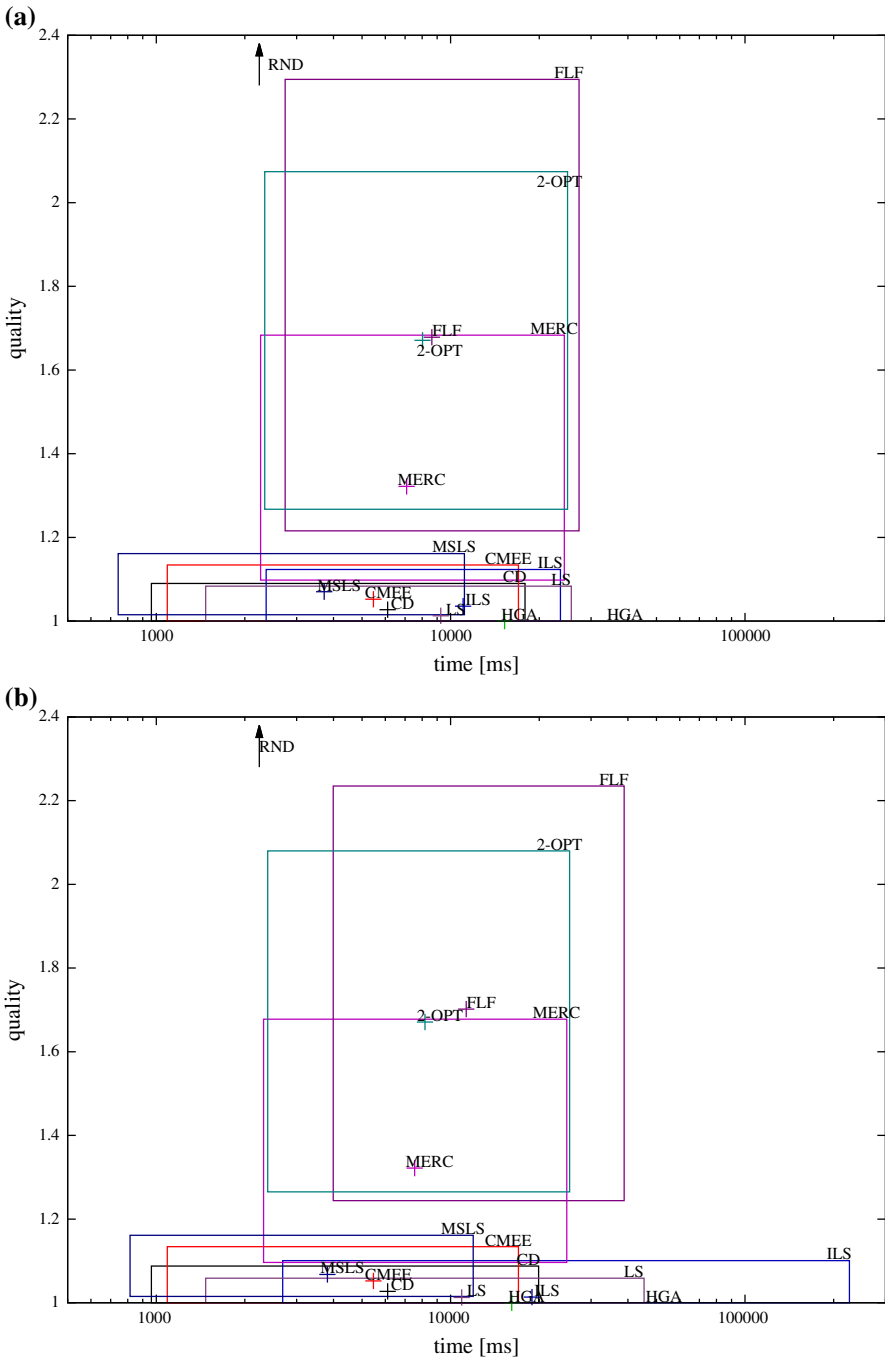 (a)
2.4
RND
FLF
2.2
2-OPT
2
1.8
FLF
MERC
2-OPT
1.6
quality
MERC
1.4
1.2
MSLS
CMEE
ILS
CD
LS
MSLS
CMEE
CD
ILS
LS
HGA
HGA
1
1000
10000
100000
time [ms]
(b)
2.4
RND
FLF
2.2
2-OPT
2
1.8
FLF
2-OPT
MERC
1.6
quality
MERC
1.4
1.2
MSLS
CMEE
CD
ILS
MSLS
CMEE
LS
CD
LS
ILS
HGA
HGA
1
1000
10000
100000
time [ms]